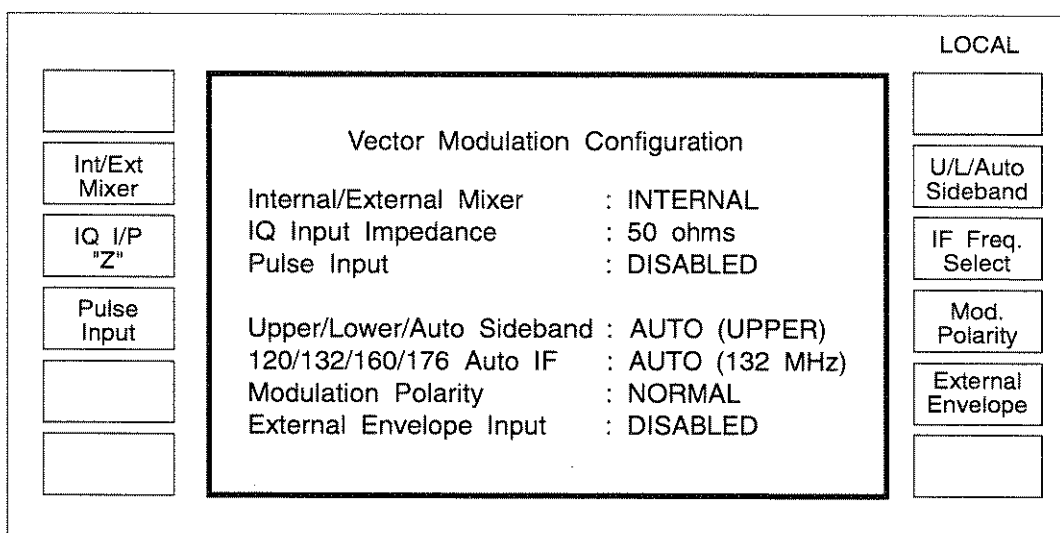 LOCAL
Vector Modulation Configuration
Int/Ext
Mixer
IQ I/P
"Z"
Pulse
Input
Internal/External Mixer : INTERNAL
IQ Input Impedance : 50 ohms
Pulse Input : DISABLED
Upper/Lower/Auto Sideband : AUTO (UPPER)
120/132/160/176 Auto IF : AUTO (132 MHz)
Modulation Polarity : NORMAL
External Envelope Input : DISABLED
U/L/Auto
Sideband
IF Freq.
Select
Mod.
Polarity
External
Envelope